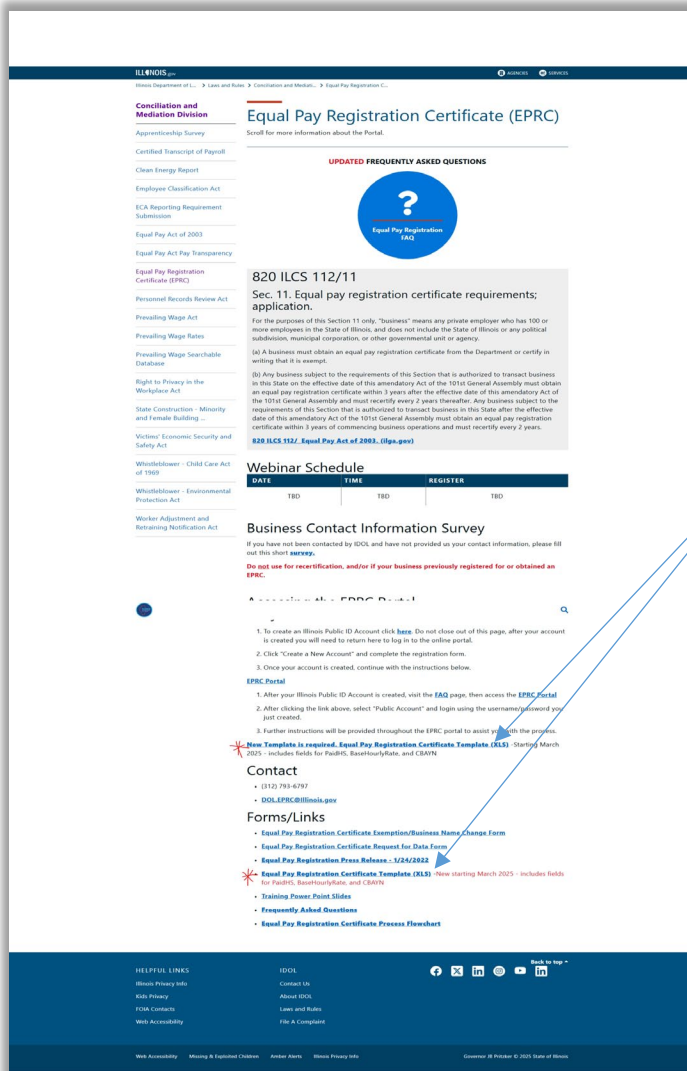 ILLINOIS.gov
AGENCIES SERVICES
Illinois Department of L... > Laws and Rules > Conciliation and Mediati... > Equal Pay Registration C...
Conciliation and
Mediation Division
Apprenticeship Survey
Certified Transcript of Payroll
Clean Energy Report
Employee Classification Act
ECA Reporting Requirement
Submission
Equal Pay Act of 2003
Equal Pay Act Pay Transparency
Equal Pay Registration
Certificate (EPRC)
Personnel Records Review Act
Prevailing Wage Act
Prevailing Wage Rates
Prevailing Wage Searchable
Database
Right to Privacy in the
Workplace Act
State Construction - Minority
and Female Building ...
Victims' Economic Security and
Safety Act
Whistleblower - Child Care Act
of 1969
Whistleblower - Environmental
Protection Act
Worker Adjustment and
Retraining Notification Act
Equal Pay Registration Certificate (EPRC)
Scroll for more information about the Portal.
UPDATED FREQUENTLY ASKED QUESTIONS
?
Equal Pay Registration
FAQ
820 ILCS 112/11
Sec. 11. Equal pay registration certificate requirements;
application.
For the purposes of this Section 11 only, "business" means any private employer who has 100 or
more employees in the State of Illinois, and does not include the State of Illinois or any political
subdivision, municipal corporation, or other governmental unit or agency.
(a) A business must obtain an equal pay registration certificate from the Department or certify in
writing that it is exempt.
(b) Any business subject to the requirements of this Section that is authorized to transact business
in this State on the effective date of this amendatory Act of the 101st General Assembly must obtain
an equal pay registration certificate within 3 years after the effective date of this amendatory Act of
the 101st General Assembly and must recertify every 2 years thereafter. Any business subject to the
requirements of this Section that is authorized to transact business in this State after the effective
date of this amendatory Act of the 101st General Assembly must obtain an equal pay registration
certificate within 3 years of commencing business operations and must recertify every 2 years.
820 ILCS 112/ Equal Pay Act of 2003. (ilga.gov)
Webinar Schedule
DATE TIME REGISTER
TBD TBD TBD
Business Contact Information Survey
If you have not been contacted by IDOL and have not provided us your contact information, please fill
out this short survey.
Do not use for recertification, and/or if your business previously registered for or obtained an
EPRC.
Accessing the EPRC Portal
1. To create an Illinois Public ID Account click here. Do not close out of this page, after your account
is created you will need to return here to log in to the online portal.
2. Click "Create a New Account" and complete the registration form.
3. Once your account is created, continue with the instructions below.
EPRC Portal
1. After your Illinois Public ID Account is created, visit the FAQ page, then access the EPRC Portal
2. After clicking the link above, select "Public Account" and login using the username/password you
just created.
3. Further instructions will be provided throughout the EPRC portal to assist you with the process.
New Template is required. Equal Pay Registration Certificate Template (XLS) -Starting March
2025 - includes fields for PaidHS, BaseHourlyRate, and CBAYN
Contact
• (312) 793-6797
• DOL.EPRC@Illinois.gov
Forms/Links
• Equal Pay Registration Certificate Exemption/Business Name Change Form
• Equal Pay Registration Certificate Request for Data Form
• Equal Pay Registration Press Release - 1/24/2022
• Equal Pay Registration Certificate Template (XLS) -New starting March 2025 - includes fields
for PaidHS, BaseHourlyRate, and CBAYN
• Training Power Point Slides
• Frequently Asked Questions
• Equal Pay Registration Certificate Process Flowchart
Back to top
HELPFUL LINKS
Illinois Privacy Info
Kids Privacy
FOIA Contacts
Web Accessibility
IDOL
Contact Us
About IDOL
Laws and Rules
File A Complaint
Web Accessibility Missing & Exploited Children Amber Alerts Illinois Privacy Info
Governor JB Pritzker © 2025 State of Illinois